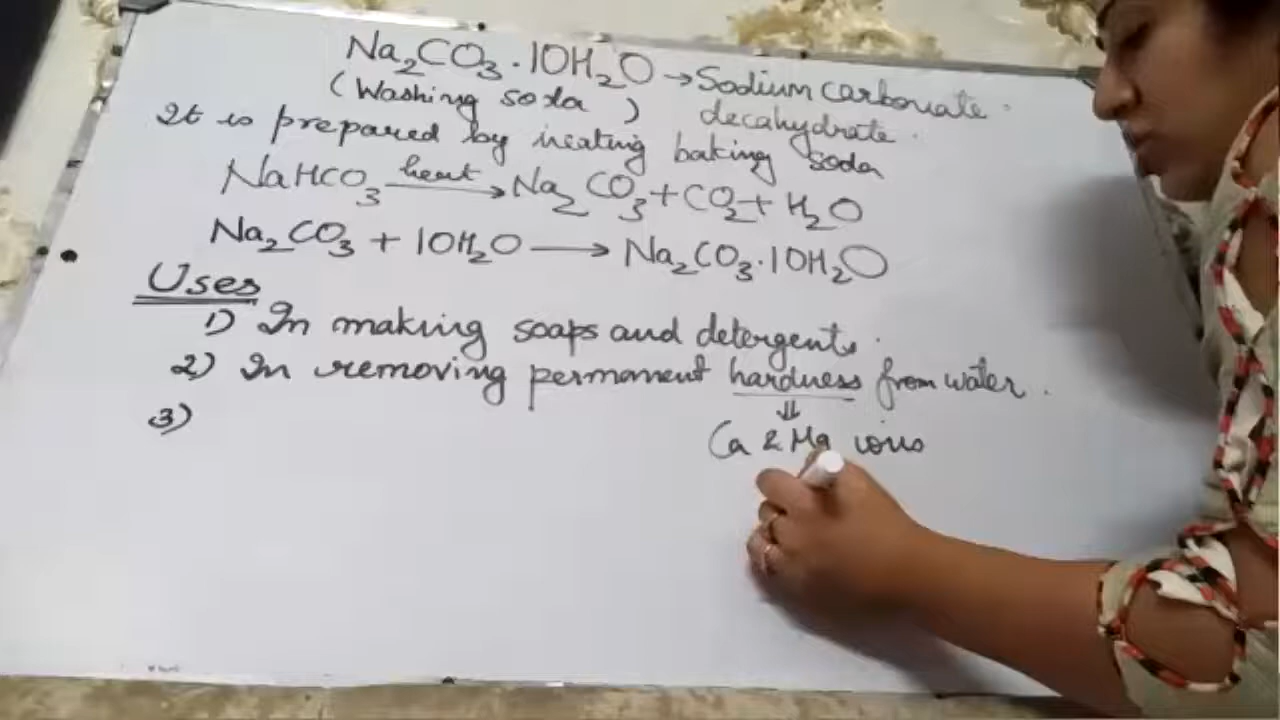 Na₂CO₃.10H₂O → Sodium carbonate.
(Washing soda) decahydrate.
It is prepared by heating baking soda
NaHCO₃ heat → Na₂CO₃ + CO₂ + H₂O
Na₂CO₃ + 10H₂O → Na₂CO₃.10H₂O
Uses
1) In making soaps and detergents.
2) In removing permanent hardness from water.
⇓
3)
Ca & Mg ions